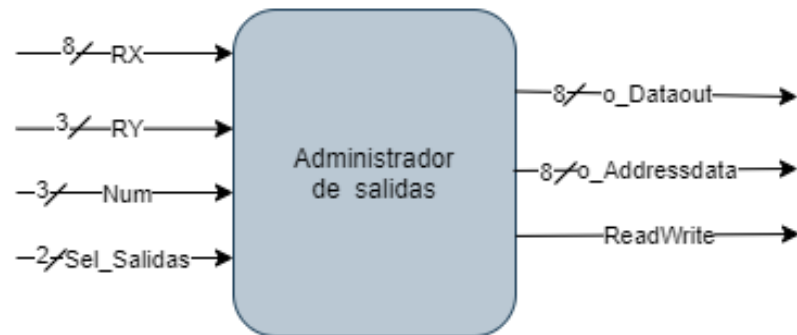 8 RX
3 RY
3 Num
2 Sel_Salidas
Administrador
de salidas
8 o_Dataout
8 o_Addressdata
ReadWrite